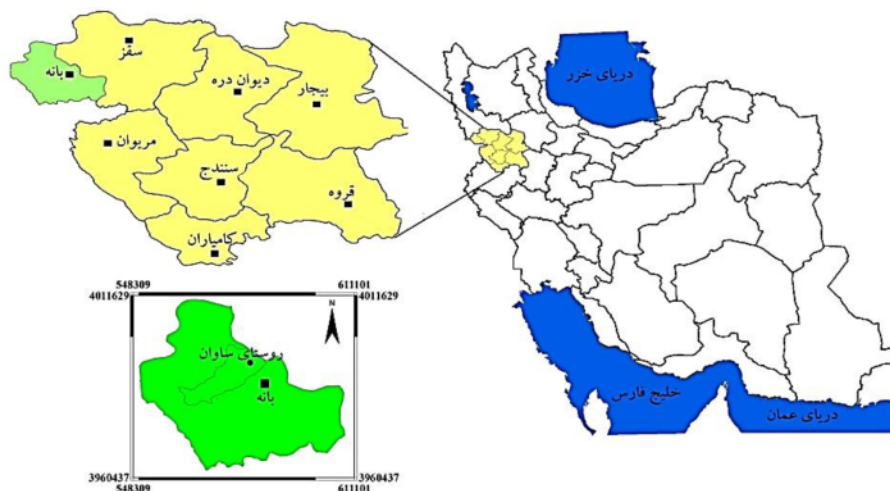 سقز
بانه
دیوان دره
بیجار
مریوان
سنندج
قروه
کامیاران
دریای خزر
خلیج فارس
دریای عمان
548309
611101
4011629
4011629
N
روستای ساوان
بانه
3960437
3960437
548309
611101